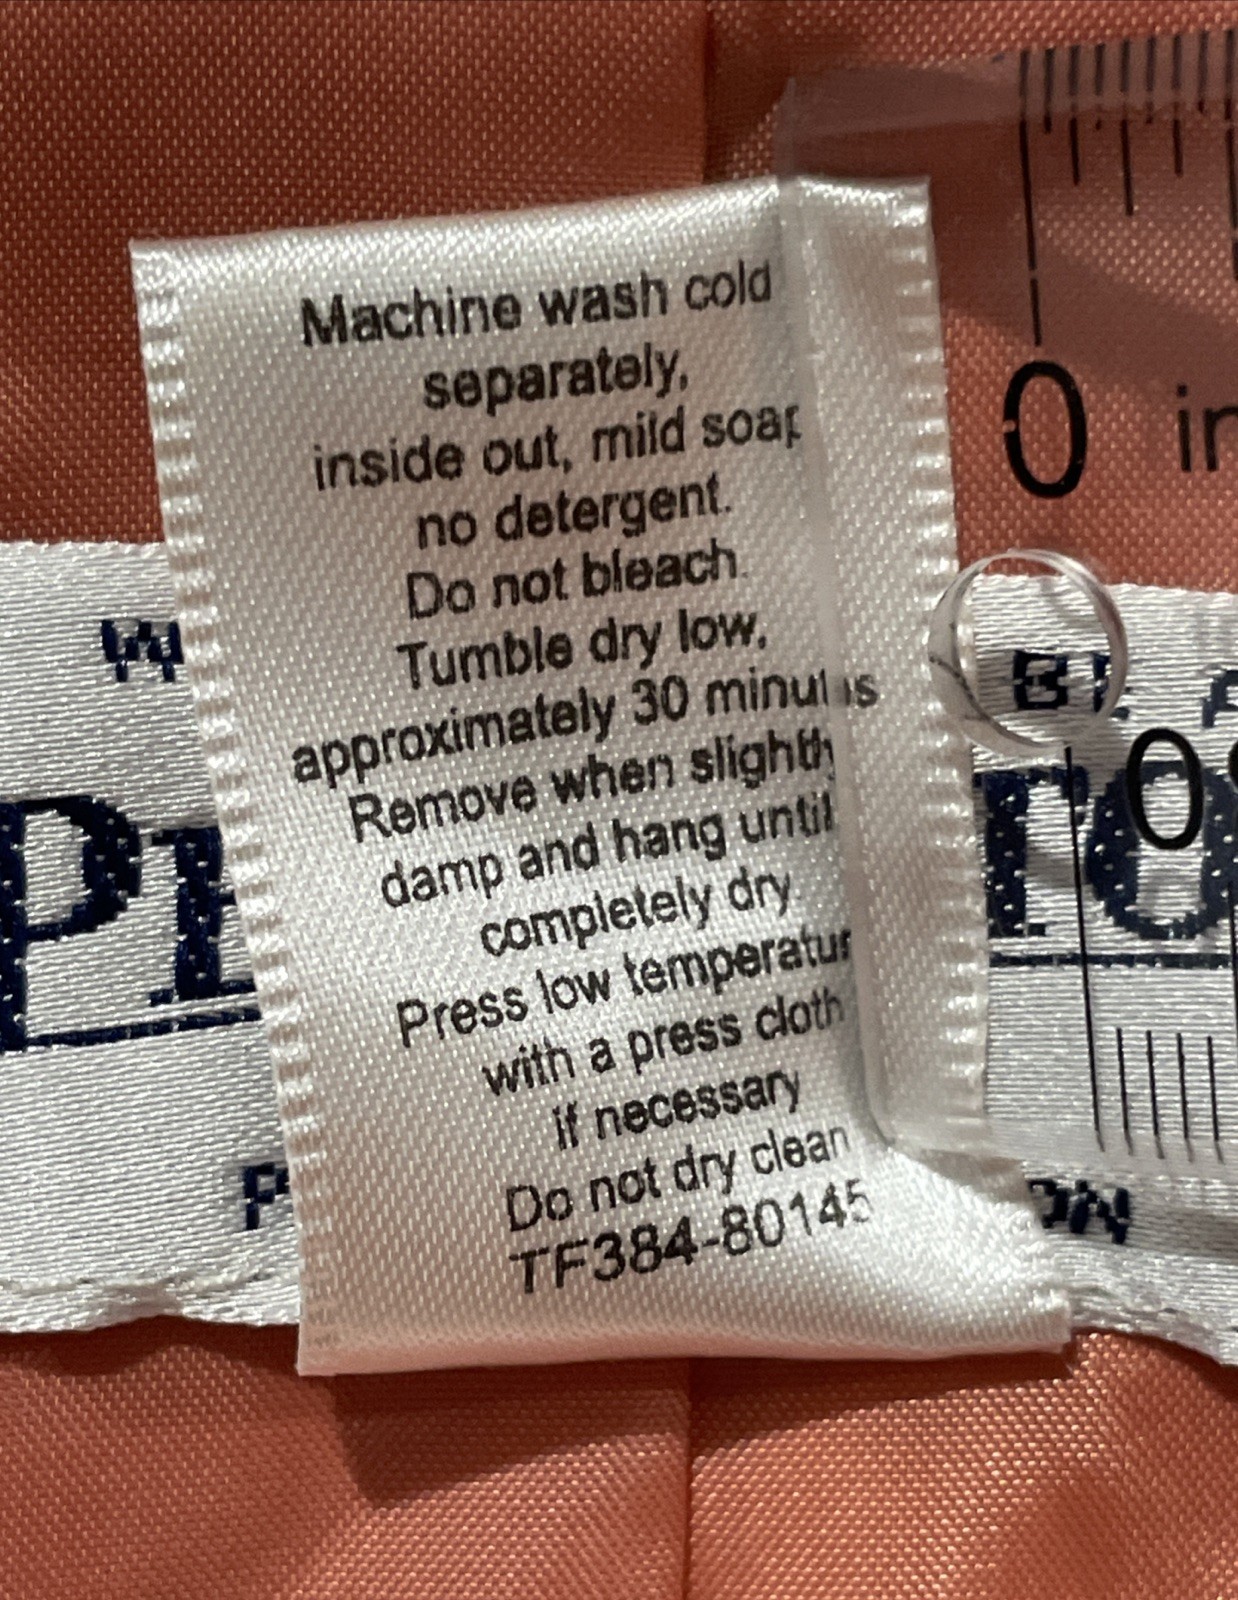 Machine wash cold
separately,
inside out, mild soap
no detergent.
Do not bleach.
Tumble dry low,
approximately 30 minutes
Remove when slightly
damp and hang until
completely dry.
Press low temperatur
with a press cloth
if necessary
Do not dry clean
TF384-80145
0 in
0